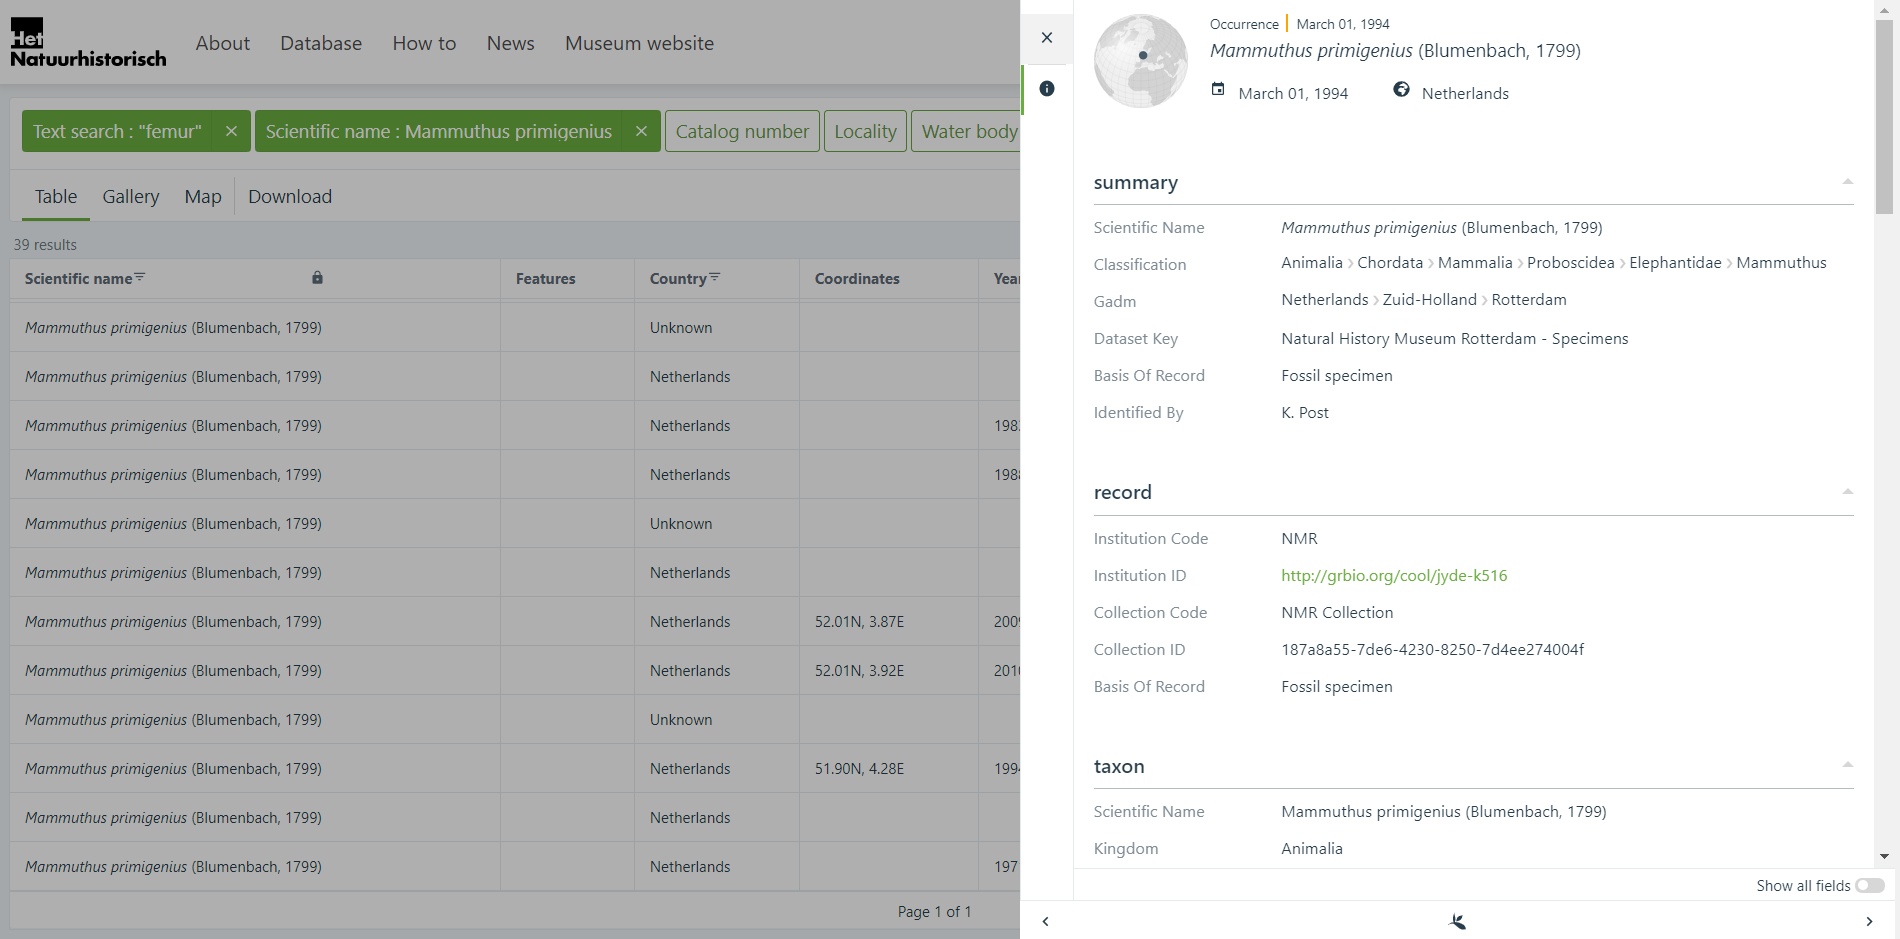 Het
Natuurhistorisch
About
Database
How to
News
Museum website
Text search : "femur"
Scientific name : Mammuthus primigenius
Catalog number
Locality
Water body
Table
Gallery
Map
Download
39 results
Scientific name Features Country Coordinates
Mammuthus primigenius (Blumenbach, 1799) Unknown
Mammuthus primigenius (Blumenbach, 1799) Netherlands
Mammuthus primigenius (Blumenbach, 1799) Netherlands
Mammuthus primigenius (Blumenbach, 1799) Netherlands
Mammuthus primigenius (Blumenbach, 1799) Unknown
Mammuthus primigenius (Blumenbach, 1799) Netherlands
Mammuthus primigenius (Blumenbach, 1799) Netherlands 52.01N, 3.87E 2009
Mammuthus primigenius (Blumenbach, 1799) Netherlands 52.01N, 3.92E 2010
Mammuthus primigenius (Blumenbach, 1799) Unknown
Mammuthus primigenius (Blumenbach, 1799) Netherlands 51.90N, 4.28E 1994
Mammuthus primigenius (Blumenbach, 1799) Netherlands
Mammuthus primigenius (Blumenbach, 1799) Netherlands 197
Page 1 of 1
Occurrence | March 01, 1994
Mammuthus primigenius (Blumenbach, 1799)
March 01, 1994
Netherlands
summary
Scientific Name Mammuthus primigenius (Blumenbach, 1799)
Classification Animalia › Chordata › Mammalia › Proboscidea › Elephantidae › Mammuthus
Gadm Netherlands › Zuid-Holland › Rotterdam
Dataset Key Natural History Museum Rotterdam - Specimens
Basis Of Record Fossil specimen
Identified By K. Post
record
Institution Code NMR
Institution ID http://grbio.org/cool/jyde-k516
Collection Code NMR Collection
Collection ID 187a8a55-7de6-4230-8250-7d4ee274004f
Basis Of Record Fossil specimen
taxon
Scientific Name Mammuthus primigenius (Blumenbach, 1799)
Kingdom Animalia
Show all fields